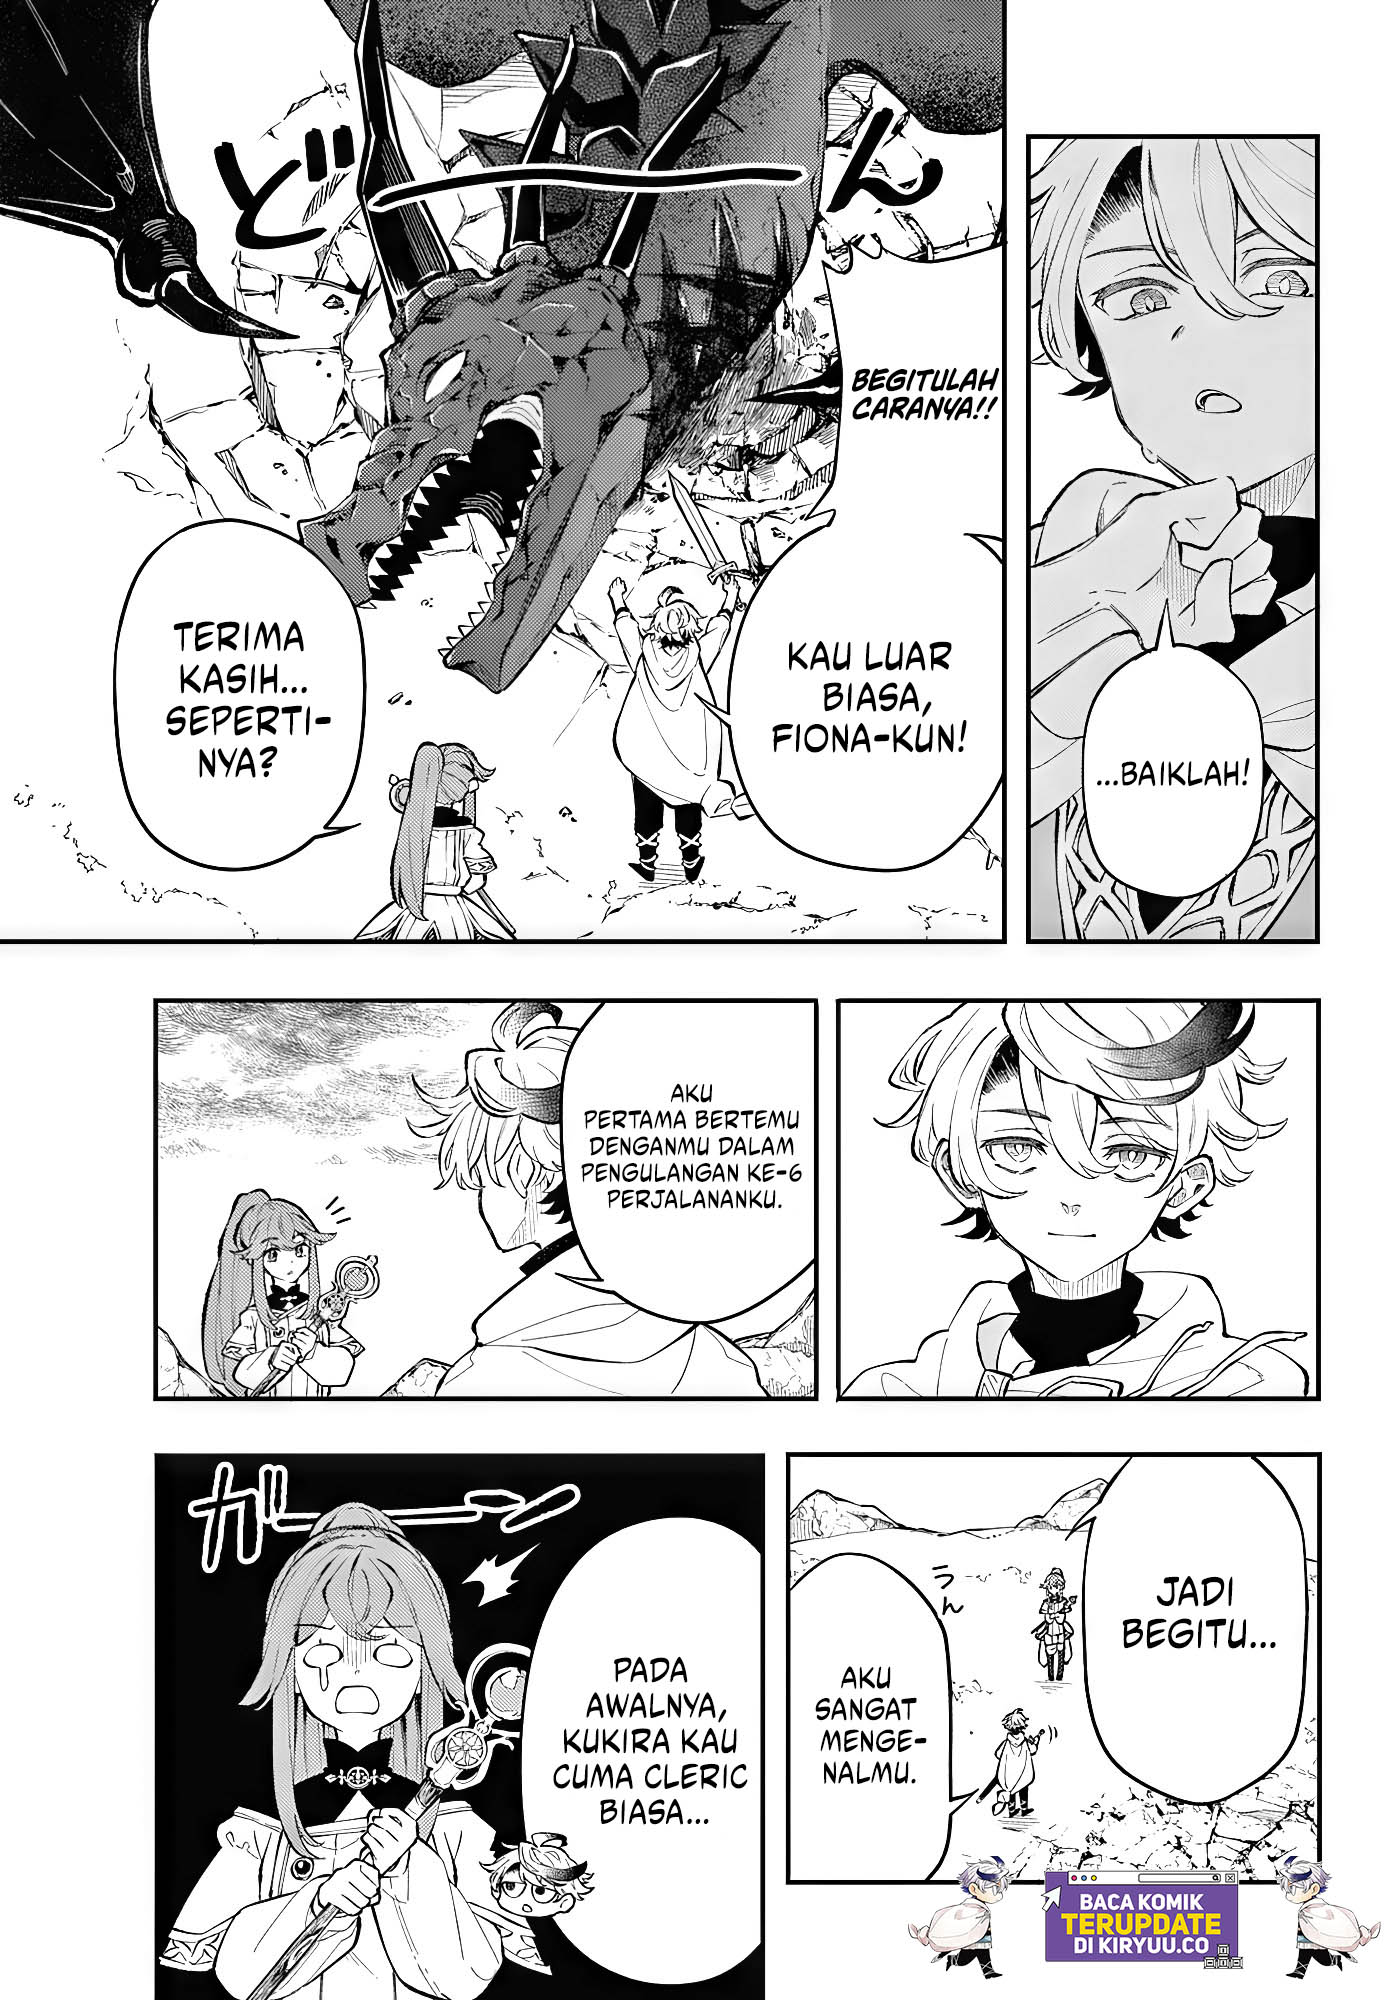 ...BAIKLAH!
ど
ーん
BEGITULAH
CARANYA!!
KAU LUAR
BIASA,
FIONA-KUN!
TERIMA
KASIH...
SEPERTI-
NYA?
AKU
PERTAMA BERTEMU
DENGANMU DALAM
PENGULANGAN KE-6
PERJALANANKU.
JADI
BEGITU...
うん
AKU
SANGAT
MENGE-
NALMU.
ガーン
PADA
AWALNYA,
KUKIRA KAU
CUMA CLERIC
BIASA...
BACA KOMIK
TERUPDATE
DI KIRYUU.CO